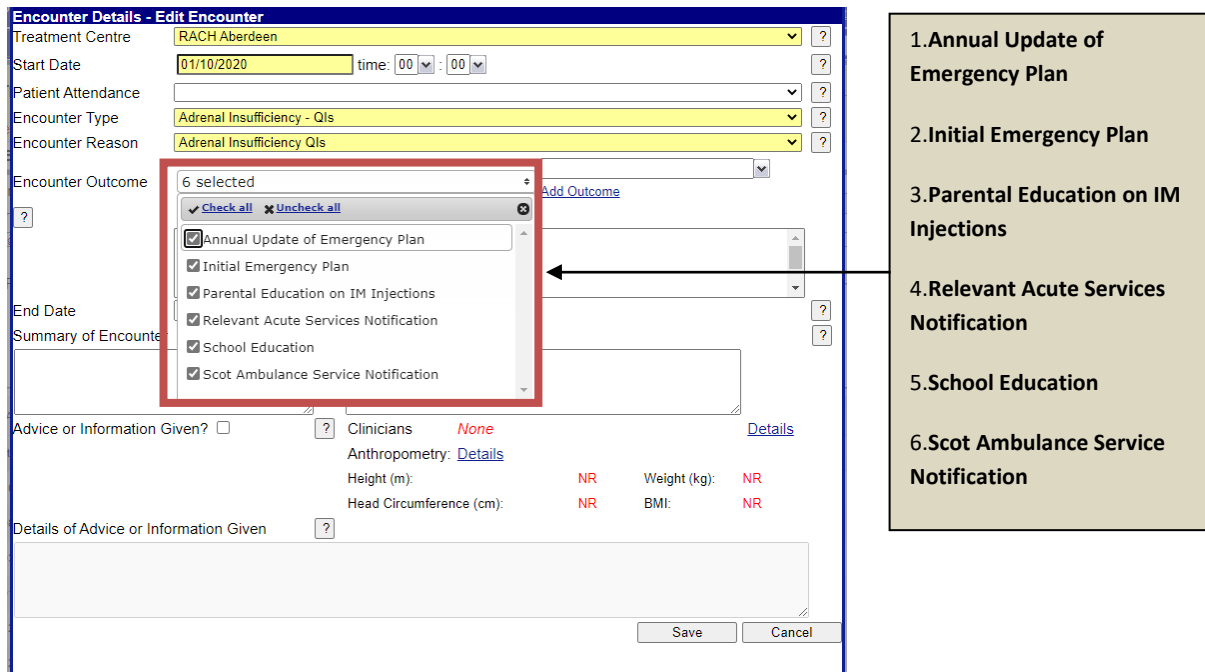 Encounter Details - Edit Encounter
Treatment Centre RACH Aberdeen ?
Start Date 01/10/2020 time: 00 : 00 ?
Patient Attendance ?
Encounter Type Adrenal Insufficiency - QIs ?
Encounter Reason Adrenal Insufficiency QIs ?
Encounter Outcome 6 selected Add Outcome
?
Check all Uncheck all
Annual Update of Emergency Plan
Initial Emergency Plan
Parental Education on IM Injections
Relevant Acute Services Notification
School Education
Scot Ambulance Service Notification
End Date ?
Summary of Encounter ?
Advice or Information Given? ? Clinicians None Details
Anthropometry: Details
Height (m): NR Weight (kg): NR
Head Circumference (cm): NR BMI: NR
Details of Advice or Information Given ?
Save Cancel
1.Annual Update of
Emergency Plan
2.Initial Emergency Plan
3.Parental Education on IM
Injections
4.Relevant Acute Services
Notification
5.School Education
6.Scot Ambulance Service
Notification